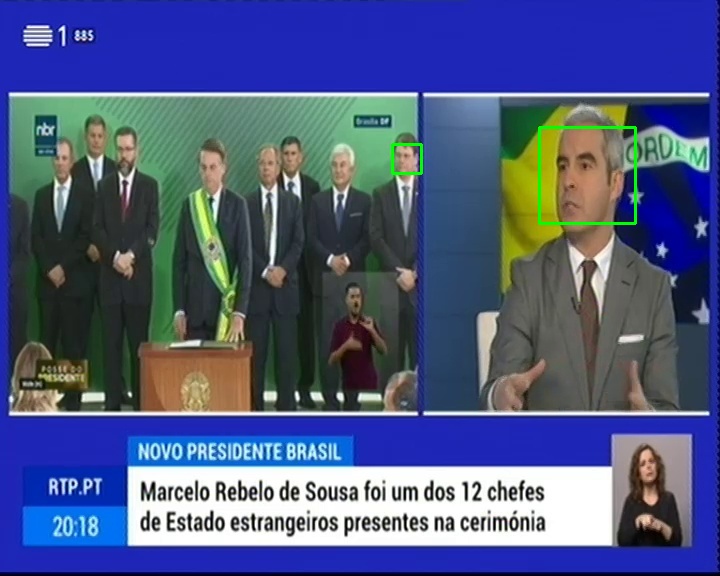 1 885
nbr
Brasília DF
ORDEM
POSSE DO
PRESIDENTE
NOVO PRESIDENTE BRASIL
RTP.PT
Marcelo Rebelo de Sousa foi um dos 12 chefes
20:18
de Estado estrangeiros presentes na cerimónia